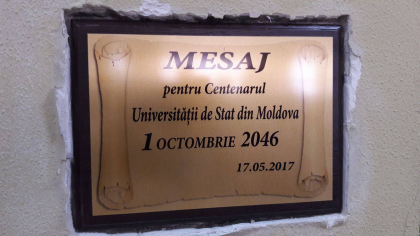 MESAJ
pentru Centenarul
Universității de Stat din Moldova
1 OCTOMBRIE 2046
17.05.2017